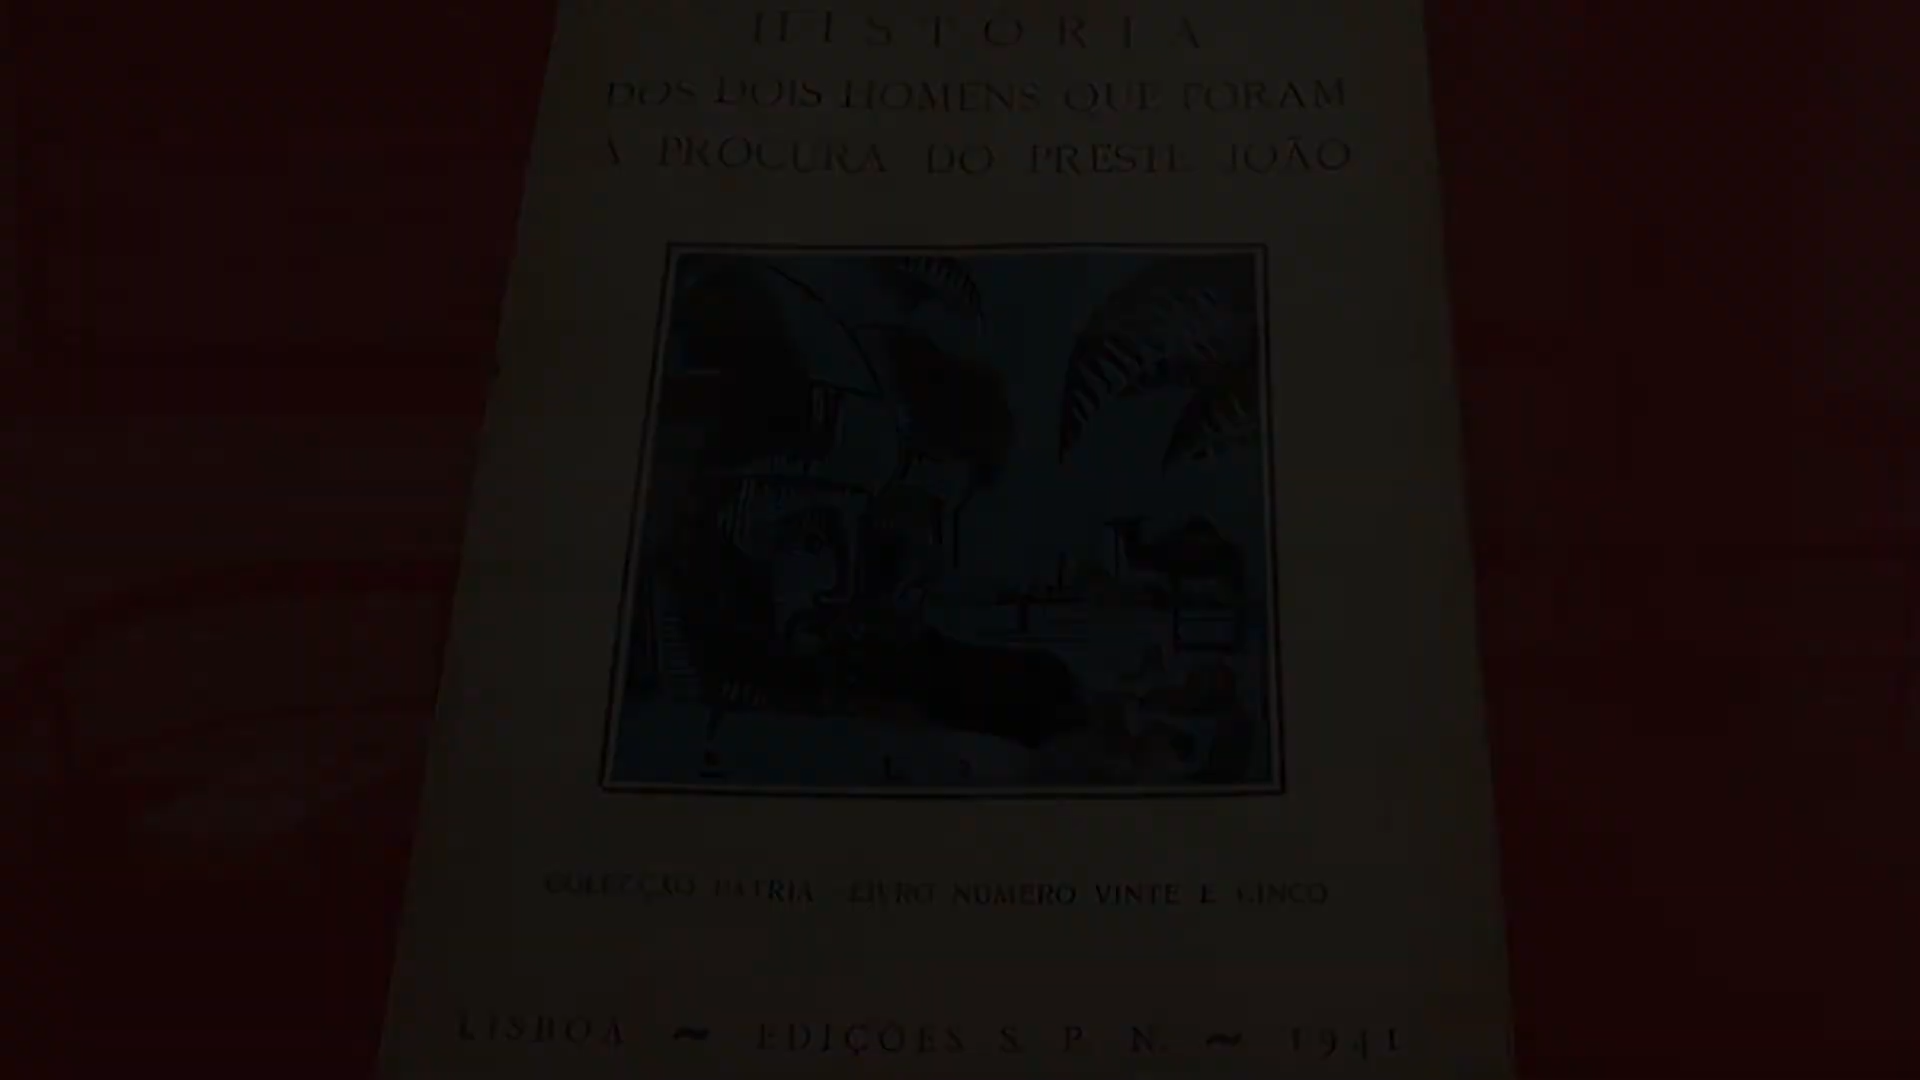 HISTÓRIA
DOS DOIS HOMENS QUE FORAM
À PROCURA DO PRESTE JOÃO
COLECÇÃO PÁTRIA LIVRO NÚMERO VINTE E CINCO
LISBOA ~ EDIÇÕES S. P. N. ~ 1941